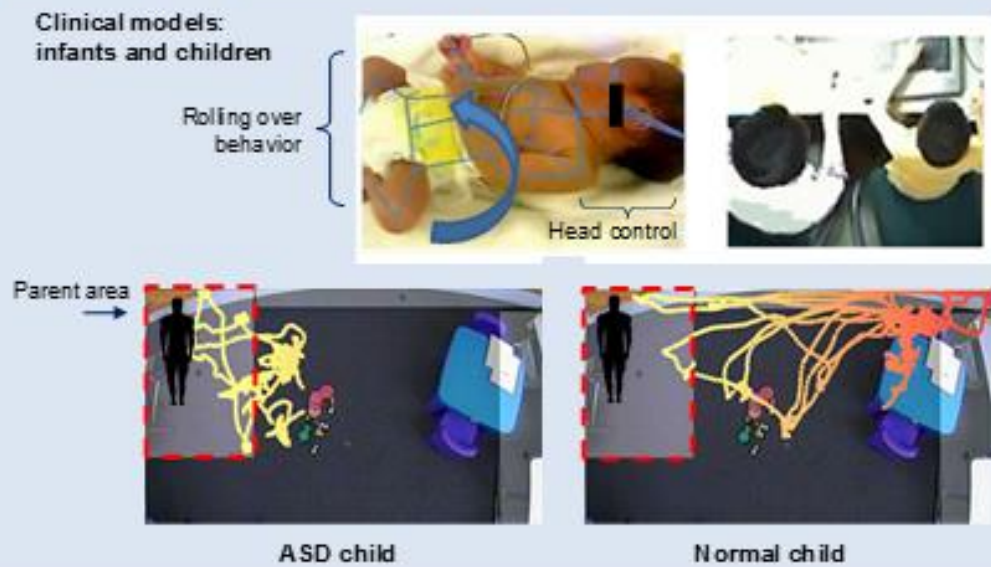 Clinical models:
infants and children
Rolling over
behavior
Head control
Parent area
ASD child
Normal child